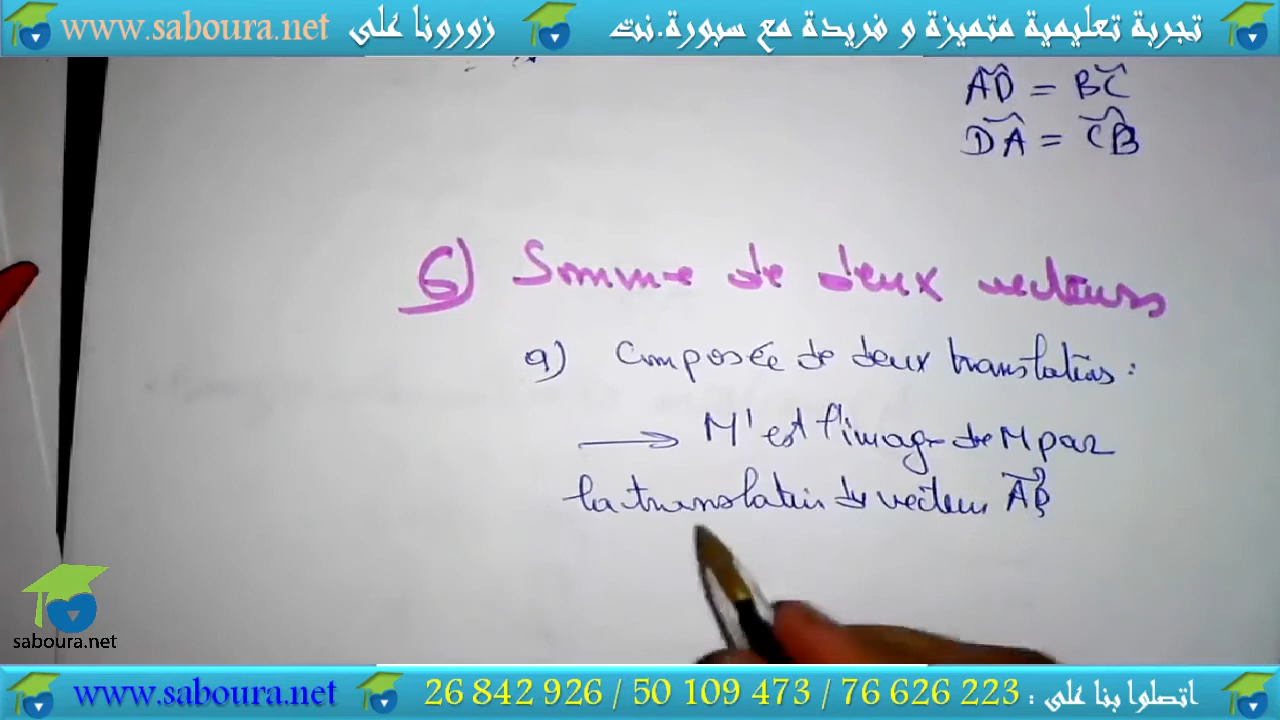 www.saboura.net زورونا على تجربة تعليمية متميزة و فريدة مع سبورة.نت
AD = BC
DA = CB
6) Somme de deux vecteurs
a) Composée de deux translations :
→ M' est l'image de M par
la translation de vecteur AB
saboura.net
www.saboura.net 26 842 926 / 50 109 473 / 76 626 223 : اتصلوا بنا على